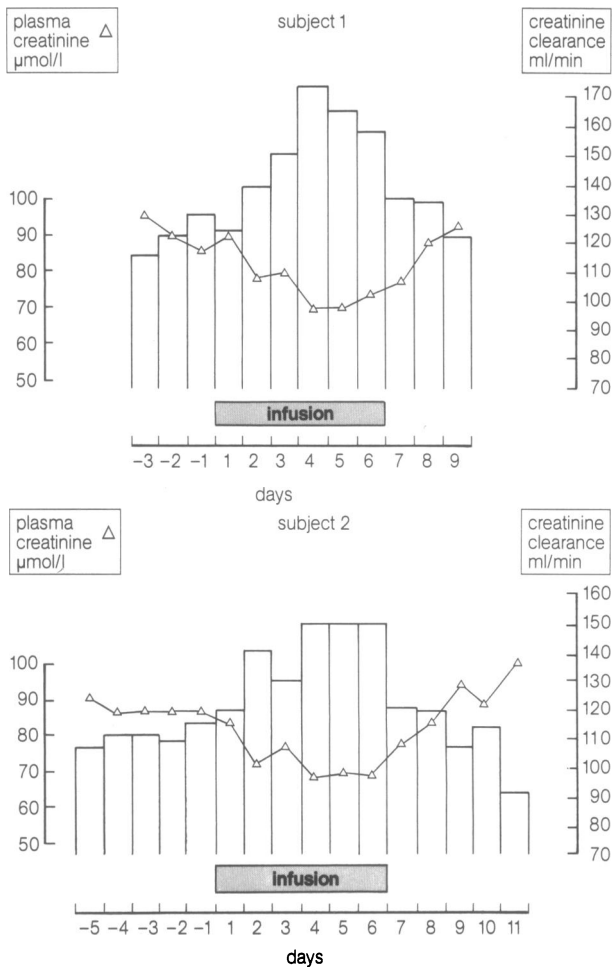 plasma
creatinine △
µmol/l
subject 1
creatinine
clearance
ml/min
170
160
150
140
130
120
110
100
90
80
70
100
90
80
70
60
50
infusion
-3 -2 -1 1 2 3 4 5 6 7 8 9
days
plasma
creatinine △
µmol/l
subject 2
creatinine
clearance
ml/min
160
150
140
130
120
110
100
90
80
70
100
90
80
70
60
50
infusion
-5 -4 -3 -2 -1 1 2 3 4 5 6 7 8 9 10 11
days